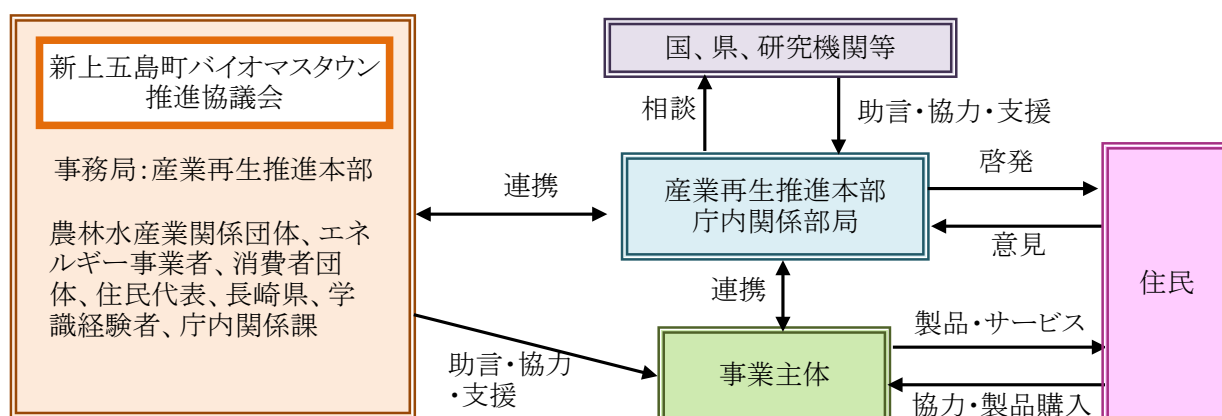 新上五島町バイオマスタウン
推進協議会
事務局:産業再生推進本部
農林水産業関係団体、エネ
ルギー事業者、消費者団
体、住民代表、長崎県、学
識経験者、庁内関係課
国、県、研究機関等
相談
助言・協力・支援
連携
産業再生推進本部
庁内関係部局
啓発
意見
住民
連携
製品・サービス
助言・協力
・支援
事業主体
協力・製品購入